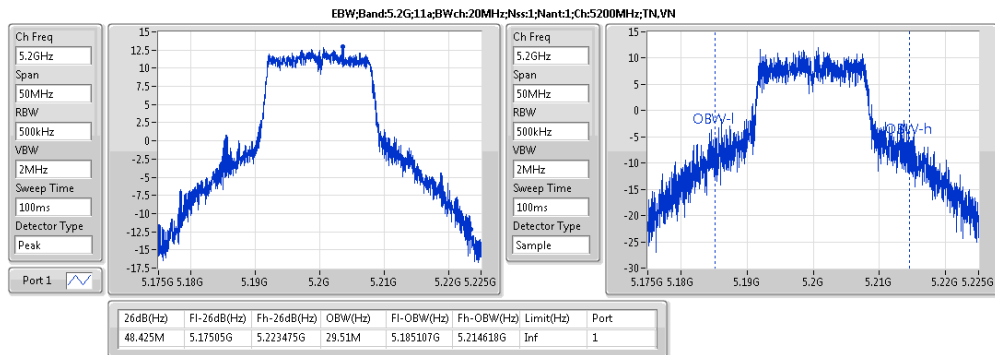 EBW;Band:5.2G;11a;BWch:20MHz;Nss:1;Nant:1;Ch:5200MHz;TN,VN
Ch Freq
5.2GHz
Span
50MHz
RBW
500kHz
VBW
2MHz
Sweep Time
100ms
Detector Type
Peak
Port 1
15
12.5
10
7.5
5
2.5
0
-2.5
-5
-7.5
-10
-12.5
-15
-17.5
5.175G 5.18G 5.19G 5.2G 5.21G 5.22G 5.225G
Ch Freq
5.2GHz
Span
50MHz
RBW
500kHz
VBW
2MHz
Sweep Time
100ms
Detector Type
Sample
15
10
5
0
-5
-10
-15
-20
-25
-30
OBW-l
OBW-h
5.175G 5.18G 5.19G 5.2G 5.21G 5.22G 5.225G
26dB(Hz) Fl-26dB(Hz) Fh-26dB(Hz) OBW(Hz) Fl-OBW(Hz) Fh-OBW(Hz) Limit(Hz) Port
48.425M 5.17505G 5.223475G 29.51M 5.185107G 5.214618G Inf 1